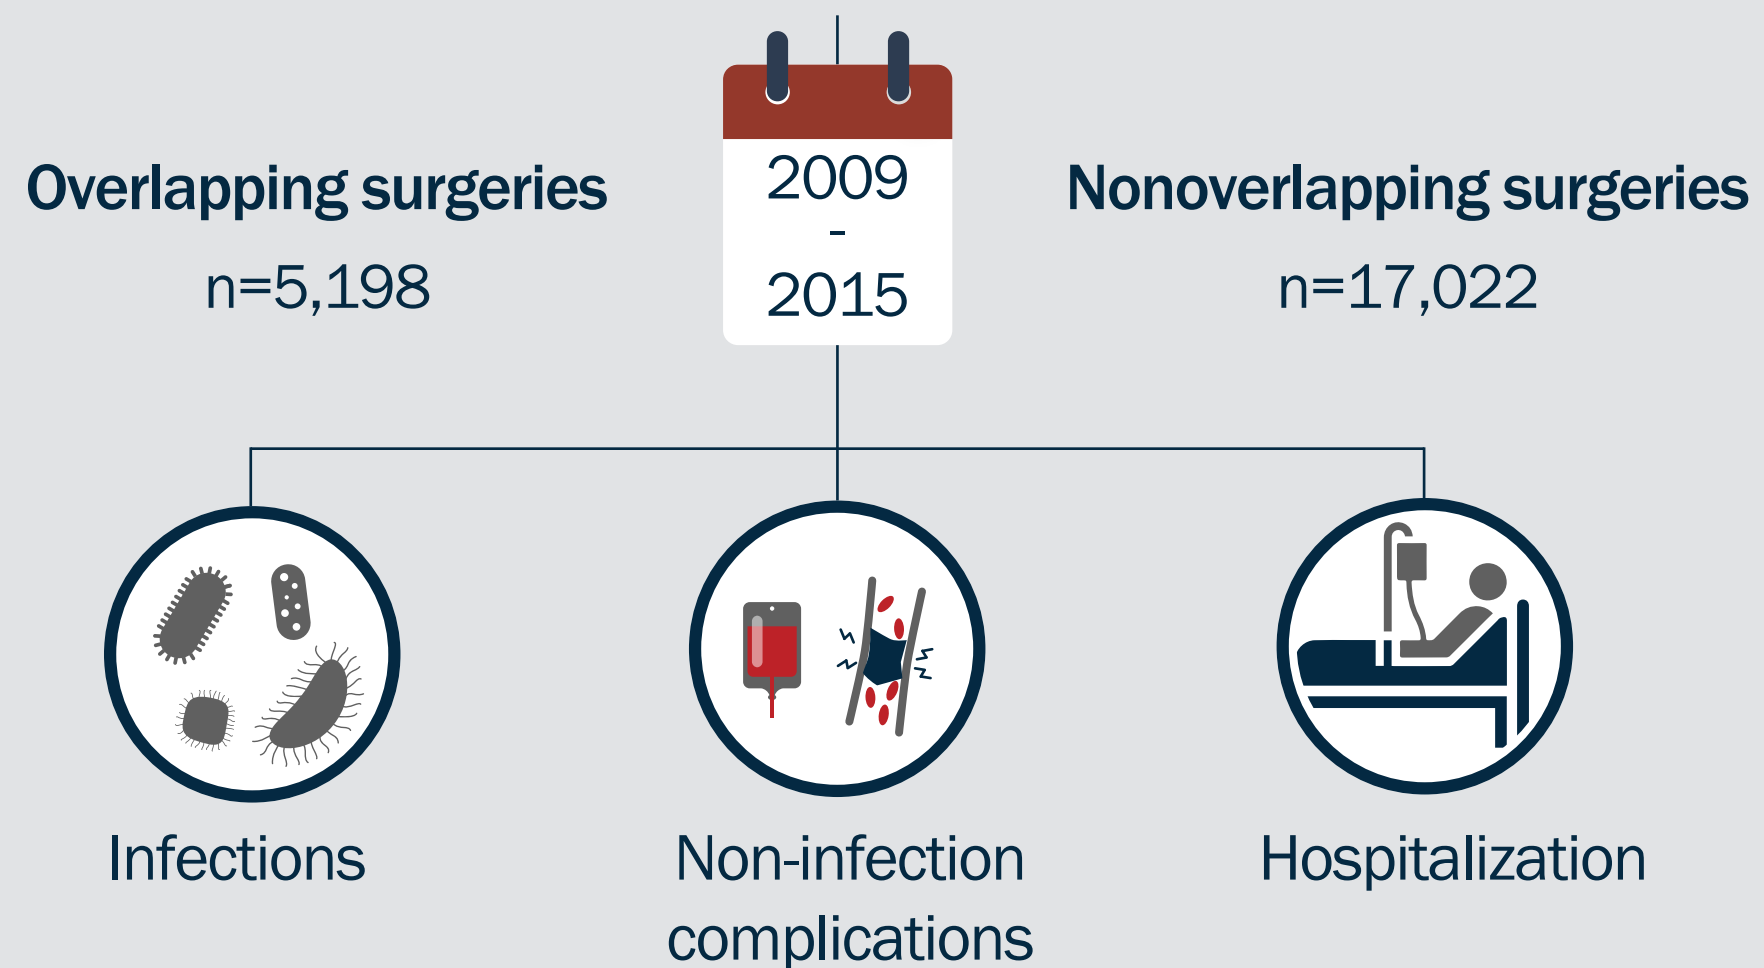 Overlapping surgeries
n=5,198
2009
-
2015
Nonoverlapping surgeries
n=17,022
Infections
Non-infection
complications
Hospitalization